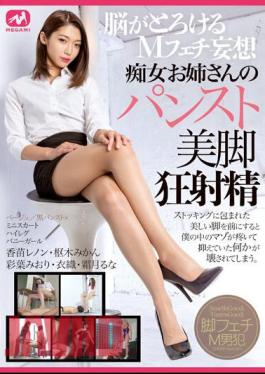 MEGAMI
脳がとろける
Mフェチ妄想
痴女お姉さんの
パンスト
美脚
狂射精
ストッキングに包まれた
美しい脚を前にすると
僕の中のマゾが疼いて
抑えていた何かが
壊されてしまう。
ミニスカート
ハイレグ
バニーガール
香苗レノン・枢木みかん
彩葉みおり・衣織・霜月るな
脚フェチ
M男犯